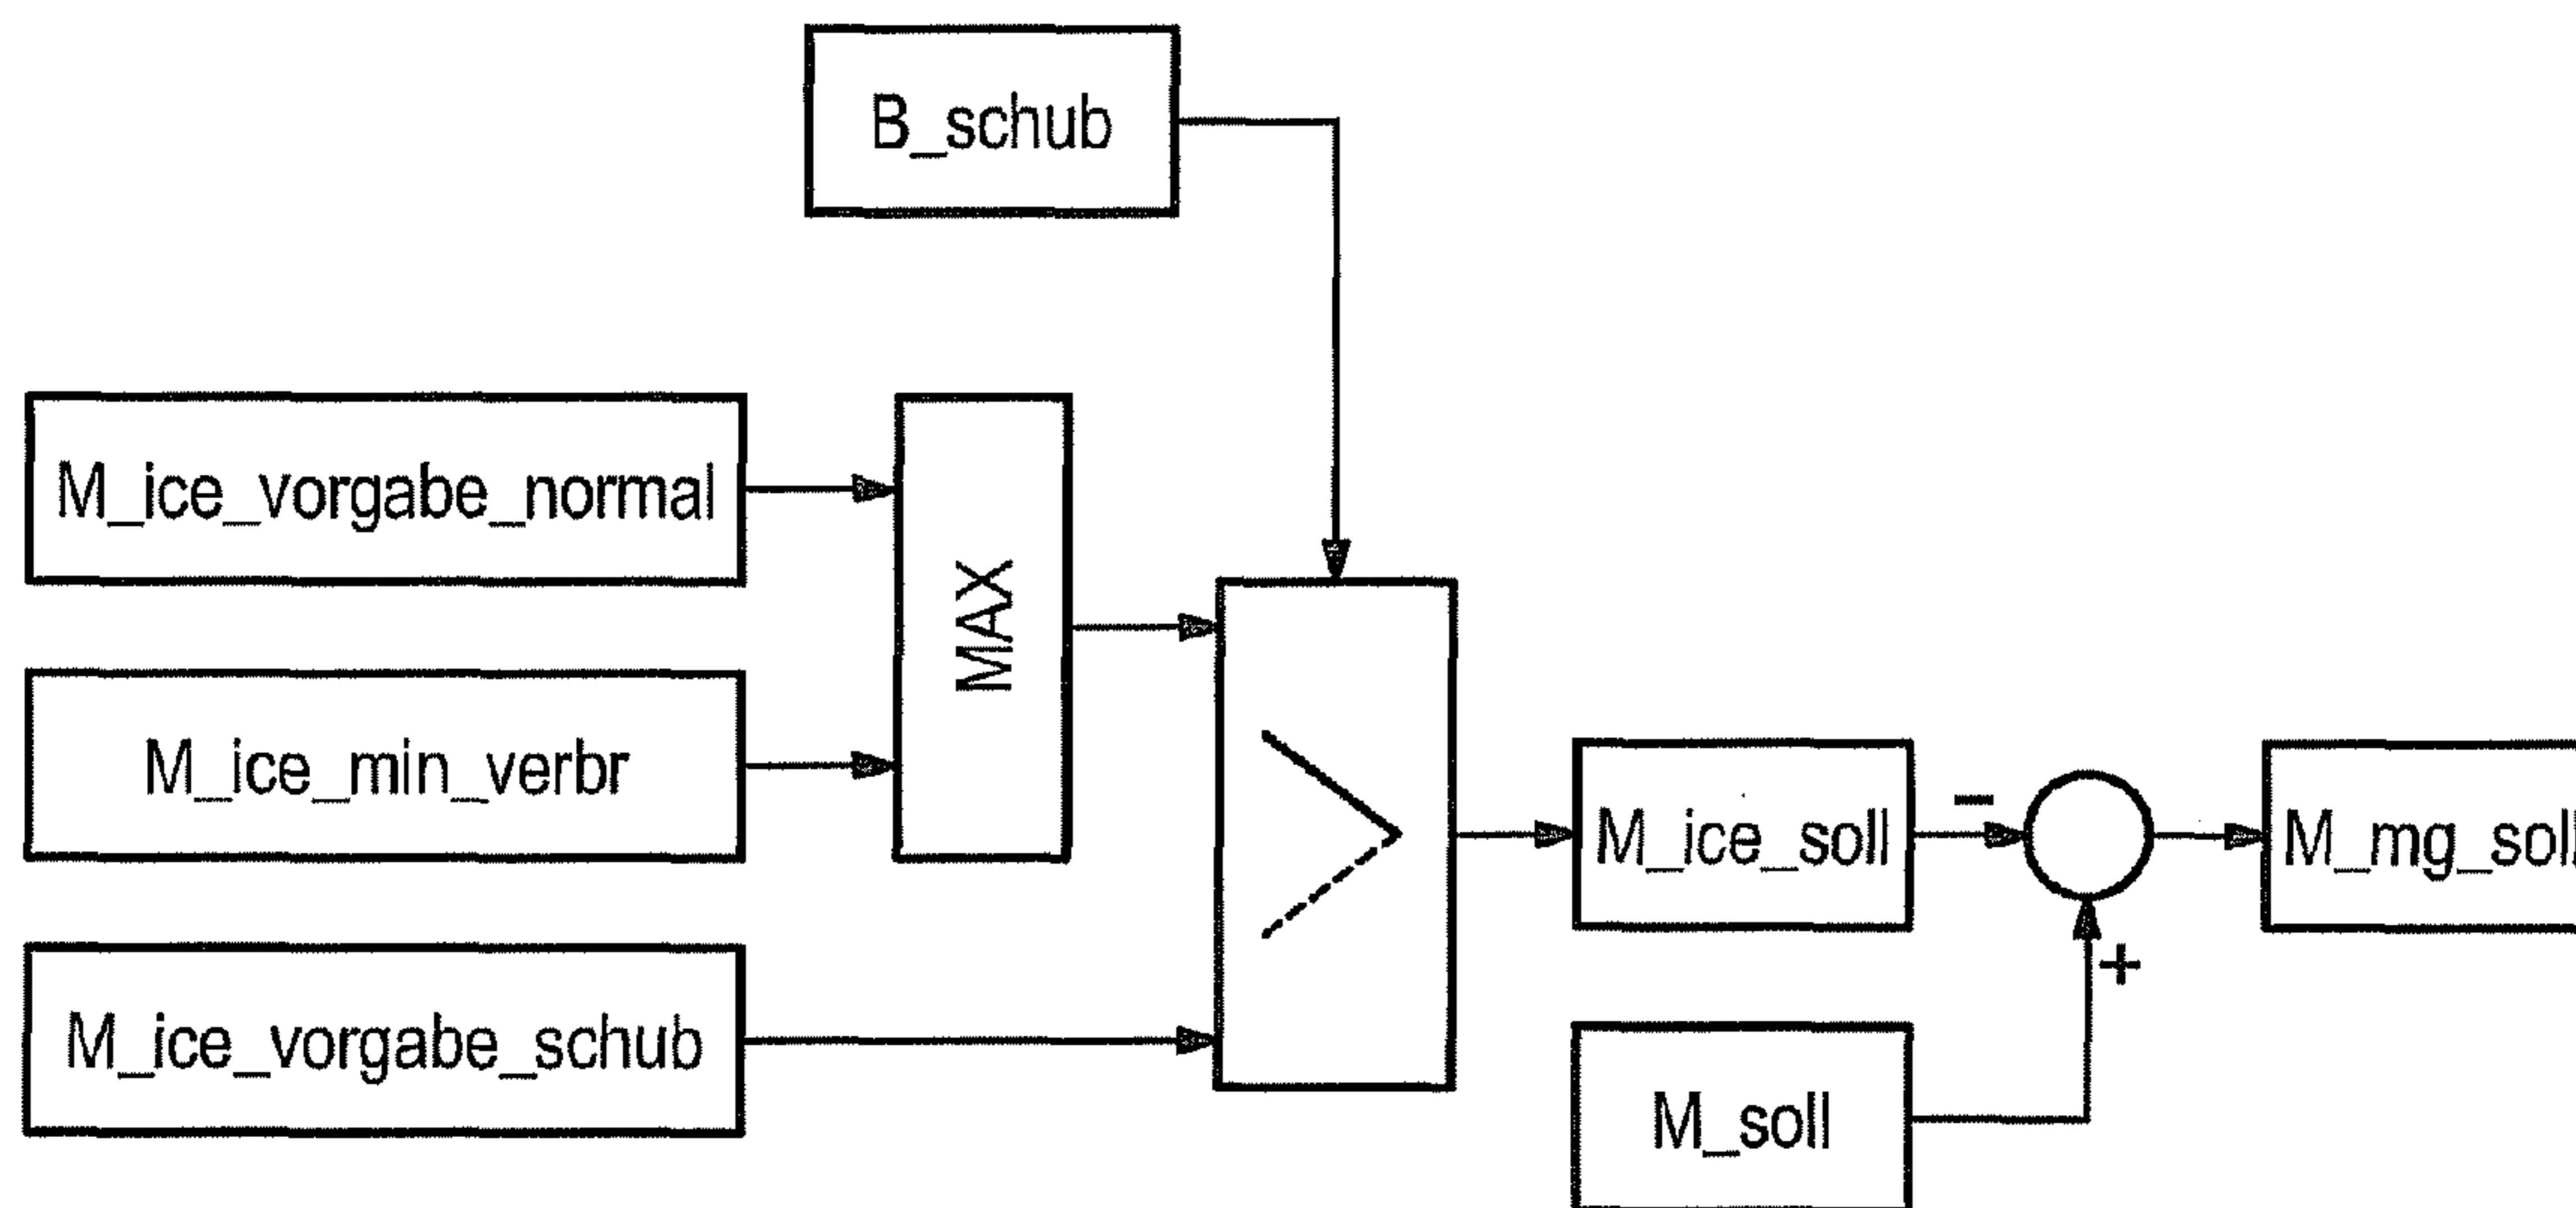 B_schub
M_ice_vorgabe_normal
MAX
M_ice_min_verbr
M_ice_soll
−
M_mg_soll
+
M_ice_vorgabe_schub
M_soll